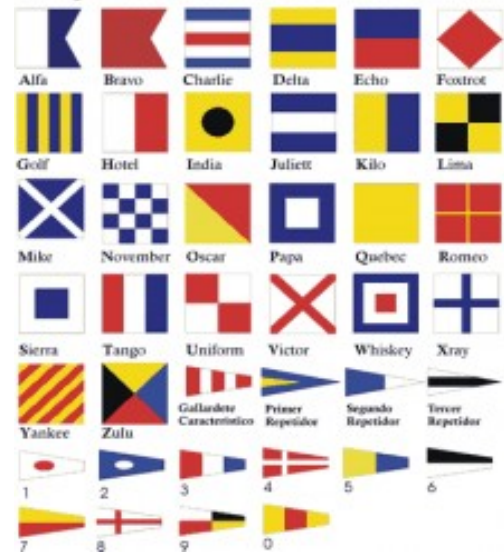 Alfa Bravo Charlie Delta Echo Foxtrot
Golf Hotel India Juliett Kilo Lima
Mike November Oscar Papa Quebec Romeo
Sierra Tango Uniform Victor Whiskey Xray
Yankee Zulu
Gallardete Caracteristico
Primer Repetidor
Segundo Repetidor
Tercer Repetidor
1 2 3 4 5 6
7 8 9 0